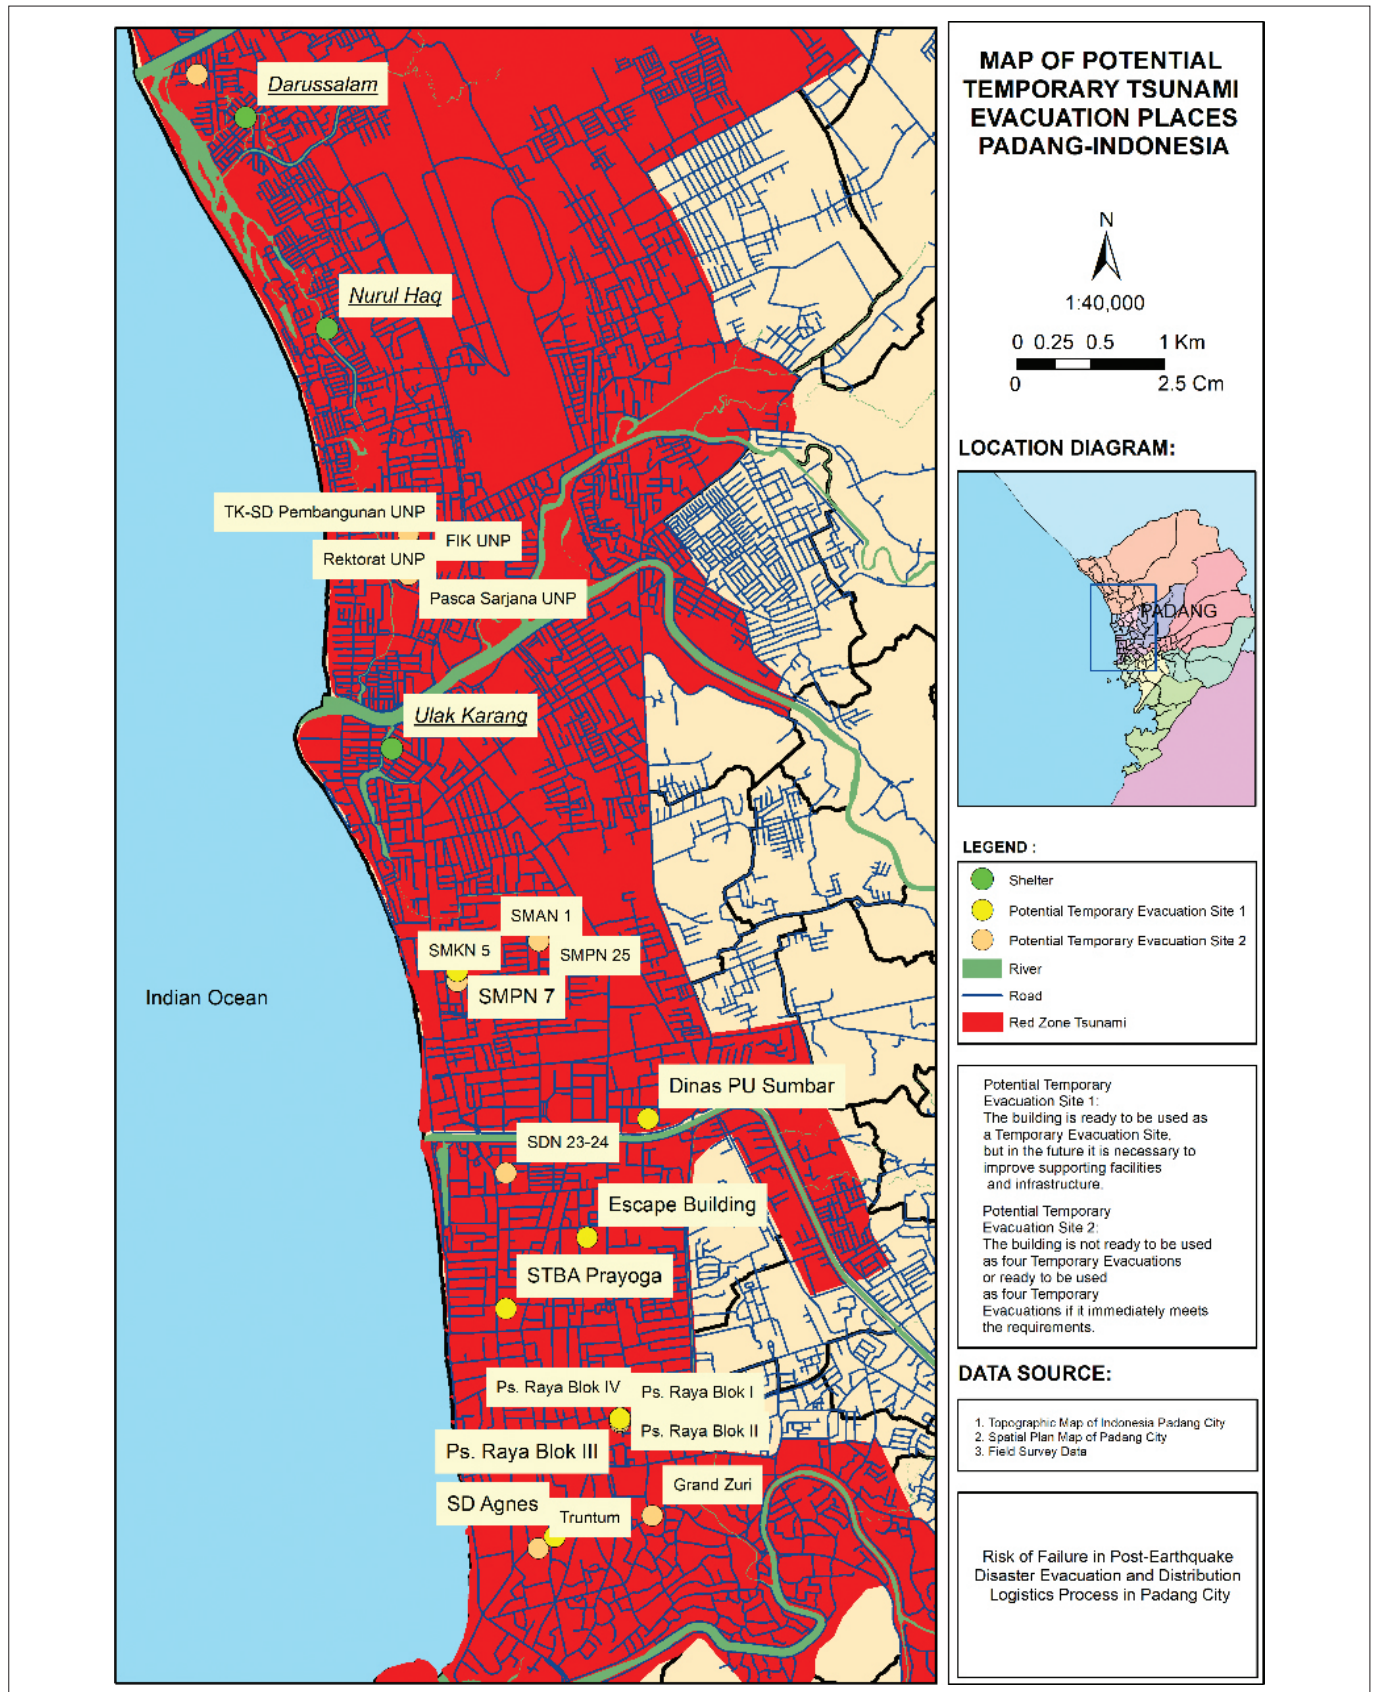 Darussalam
Nurul Haq
TK-SD Pembangunan UNP
FIK UNP
Rektorat UNP
Pasca Sarjana UNP
Ulak Karang
SMAN 1
SMKN 5
SMPN 25
SMPN 7
Indian Ocean
Dinas PU Sumbar
SDN 23-24
Escape Building
STBA Prayoga
Ps. Raya Blok IV
Ps. Raya Blok I
Ps. Raya Blok II
Ps. Raya Blok III
Grand Zuri
SD Agnes
Truntum
MAP OF POTENTIAL
TEMPORARY TSUNAMI
EVACUATION PLACES
PADANG-INDONESIA
N
1:40,000
0 0.25 0.5 1 Km
0 2.5 Cm
LOCATION DIAGRAM:
PADANG
LEGEND :
Shelter
Potential Temporary Evacuation Site 1
Potential Temporary Evacuation Site 2
River
Road
Red Zone Tsunami
Potential Temporary
Evacuation Site 1:
The building is ready to be used as
a Temporary Evacuation Site,
but in the future it is necessary to
improve supporting facilities
and infrastructure.
Potential Temporary
Evacuation Site 2:
The building is not ready to be used
as four Temporary Evacuations
or ready to be used
as four Temporary
Evacuations if it immediately meets
the requirements.
DATA SOURCE:
1. Topographic Map of Indonesia Padang City
2. Spatial Plan Map of Padang City
3. Field Survey Data
Risk of Failure in Post-Earthquake
Disaster Evacuation and Distribution
Logistics Process in Padang City